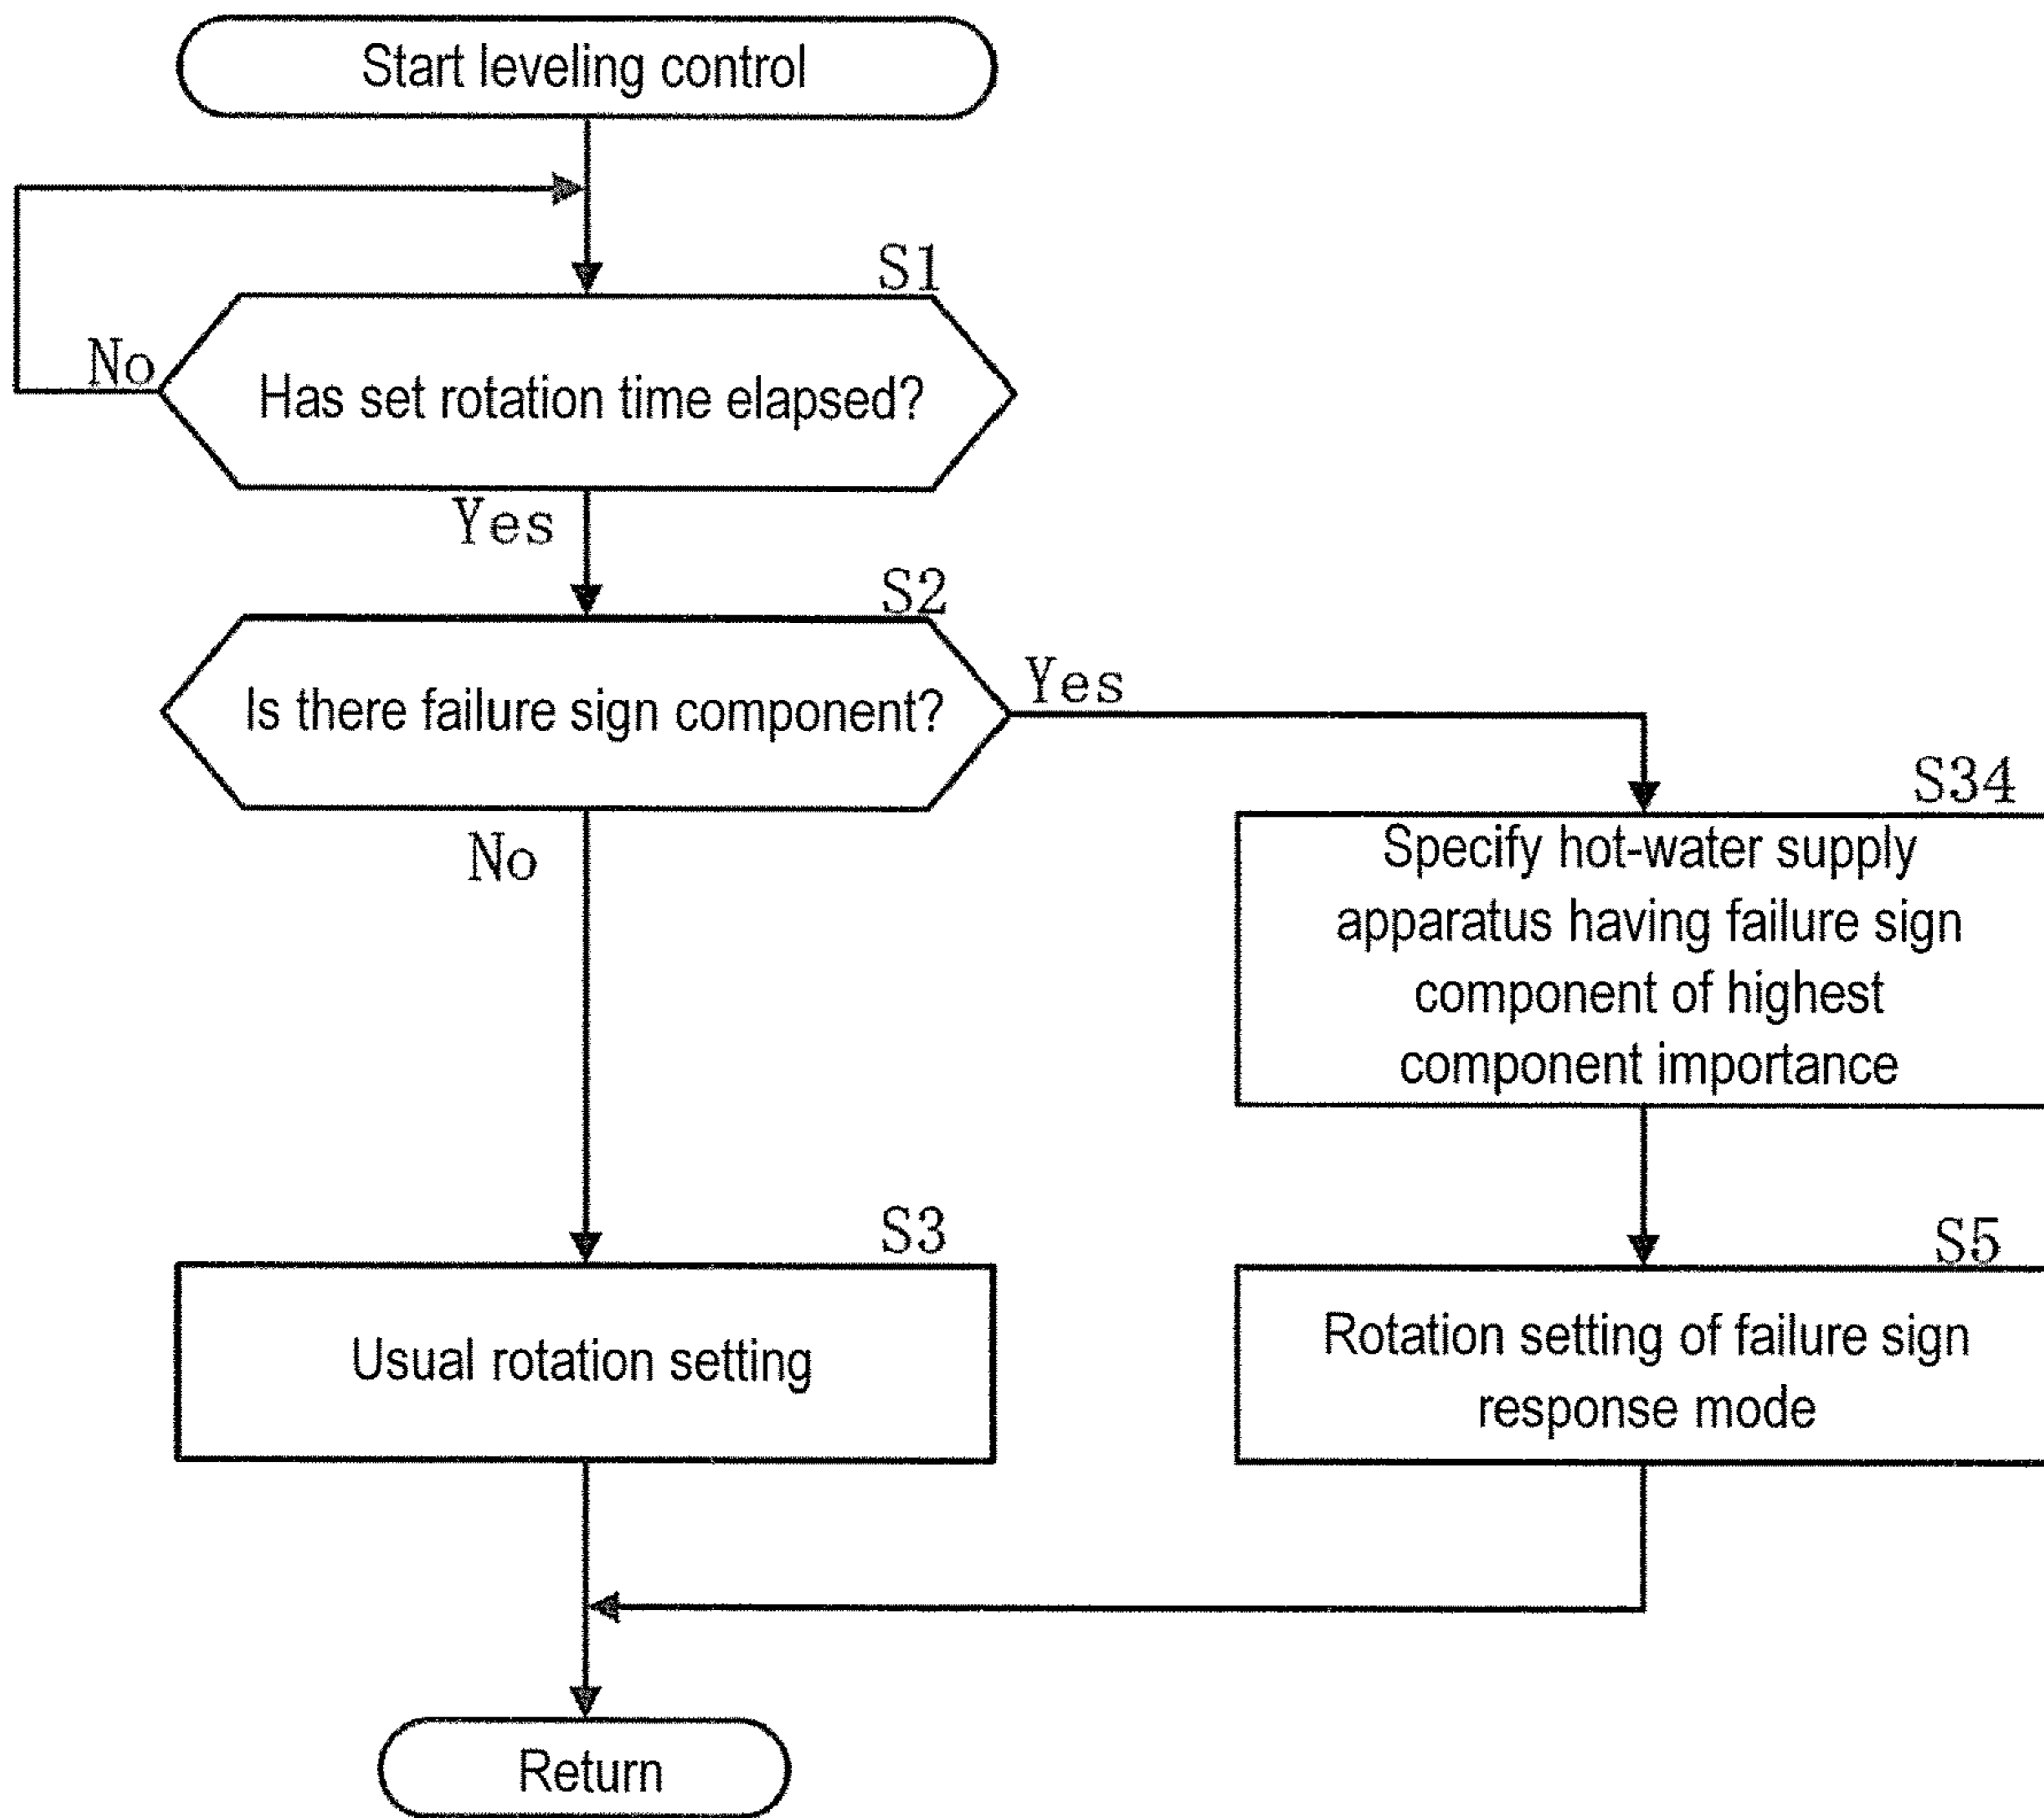 Start leveling control
S1
No
Has set rotation time elapsed?
Yes
S2
Is there failure sign component?
Yes
No
S34
Specify hot-water supply
apparatus having failure sign
component of highest
component importance
S3
Usual rotation setting
S5
Rotation setting of failure sign
response mode
Return